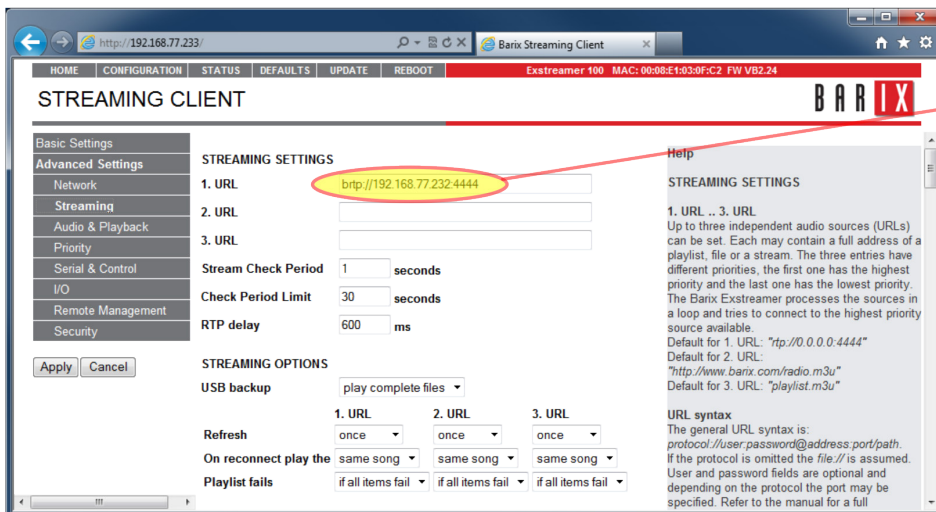 http://192.168.77.233/
Barix Streaming Client
HOME CONFIGURATION STATUS DEFAULTS UPDATE REBOOT Exstreamer 100 MAC: 00:08:E1:03:0F:C2 FW VB2.24
STREAMING CLIENT
BARIX
Basic Settings
Advanced Settings
Network
Streaming
Audio & Playback
Priority
Serial & Control
I/O
Remote Management
Security
Apply Cancel
STREAMING SETTINGS
1. URL brtp://192.168.77.232:4444
2. URL
3. URL
Stream Check Period 1 seconds
Check Period Limit 30 seconds
RTP delay 600 ms
STREAMING OPTIONS
USB backup play complete files
1. URL 2. URL 3. URL
Refresh once once once
On reconnect play the same song same song same song
Playlist fails if all items fail if all items fail if all items fail
Help
STREAMING SETTINGS
1. URL .. 3. URL
Up to three independent audio sources (URLs)
can be set. Each may contain a full address of a
playlist, file or a stream. The three entries have
different priorities, the first one has the highest
priority and the last one has the lowest priority.
The Barix Exstreamer processes the sources in
a loop and tries to connect to the highest priority
source available.
Default for 1. URL: "rtp://0.0.0.0:4444"
Default for 2. URL:
"http://www.barix.com/radio.m3u"
Default for 3. URL: "playlist.m3u"
URL syntax
The general URL syntax is:
protocol://user:password@address:port/path.
If the protocol is omitted the file:// is assumed.
User and password fields are optional and
depending on the protocol the port may be
specified. Refer to the manual for a full